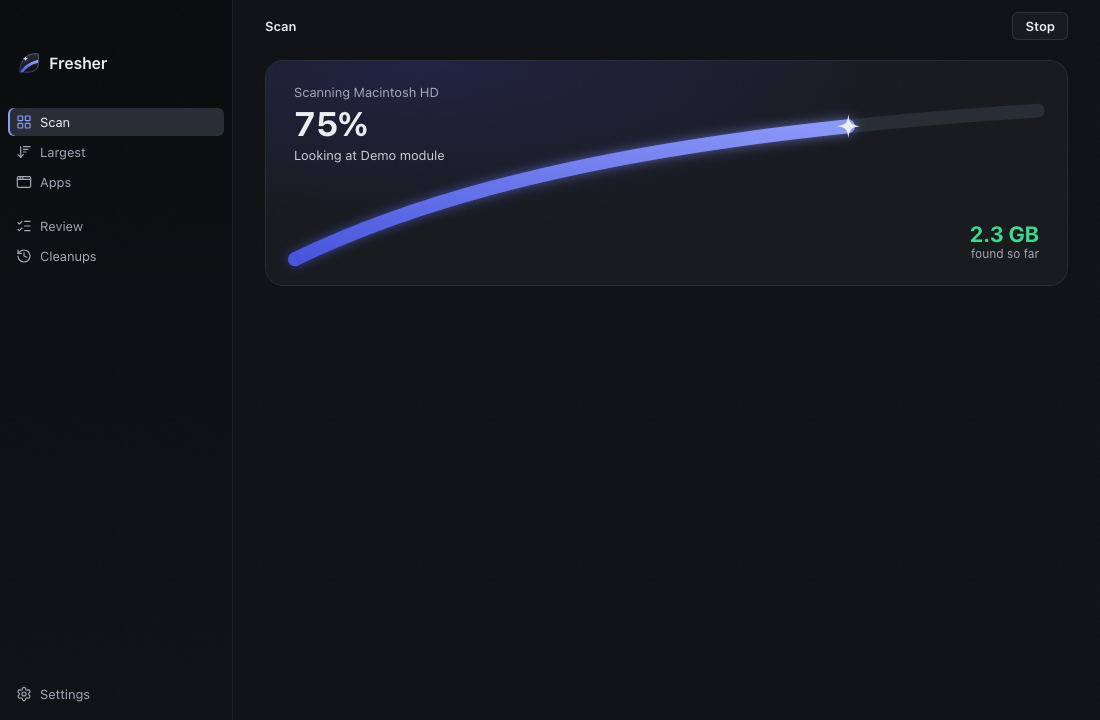 Fresher
Scan
Largest
Apps
Review
Cleanups
Settings
Scan
Stop
Scanning Macintosh HD
75%
Looking at Demo module
2.3 GB
found so far